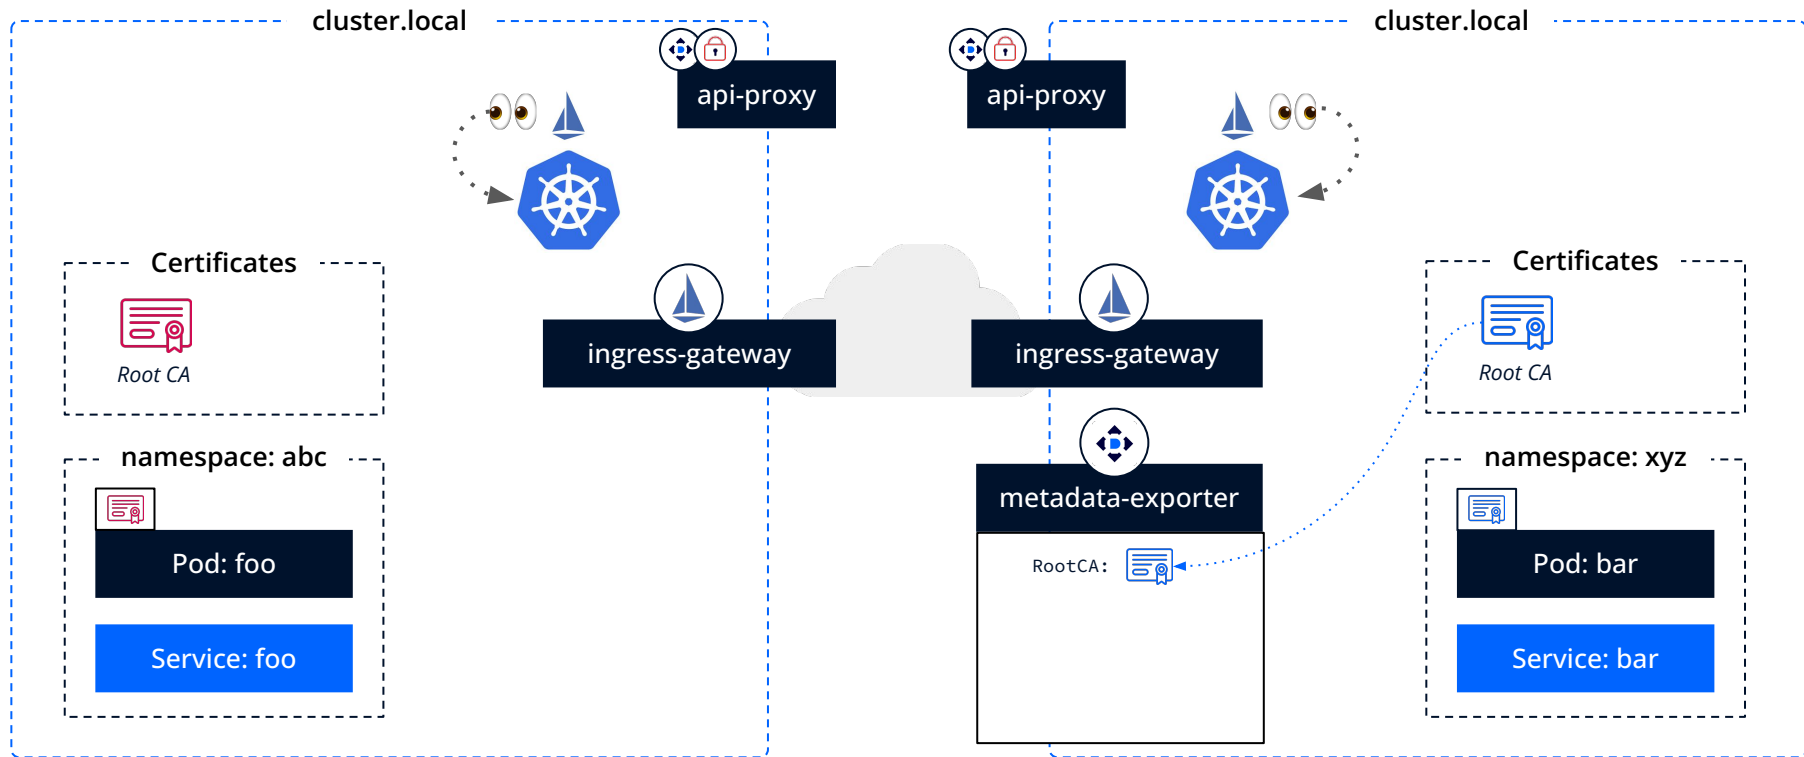 cluster.local
api-proxy
Certificates
Root CA
ingress-gateway
namespace: abc
Pod: foo
Service: foo
cluster.local
api-proxy
ingress-gateway
metadata-exporter
RootCA:
Certificates
Root CA
namespace: xyz
Pod: bar
Service: bar